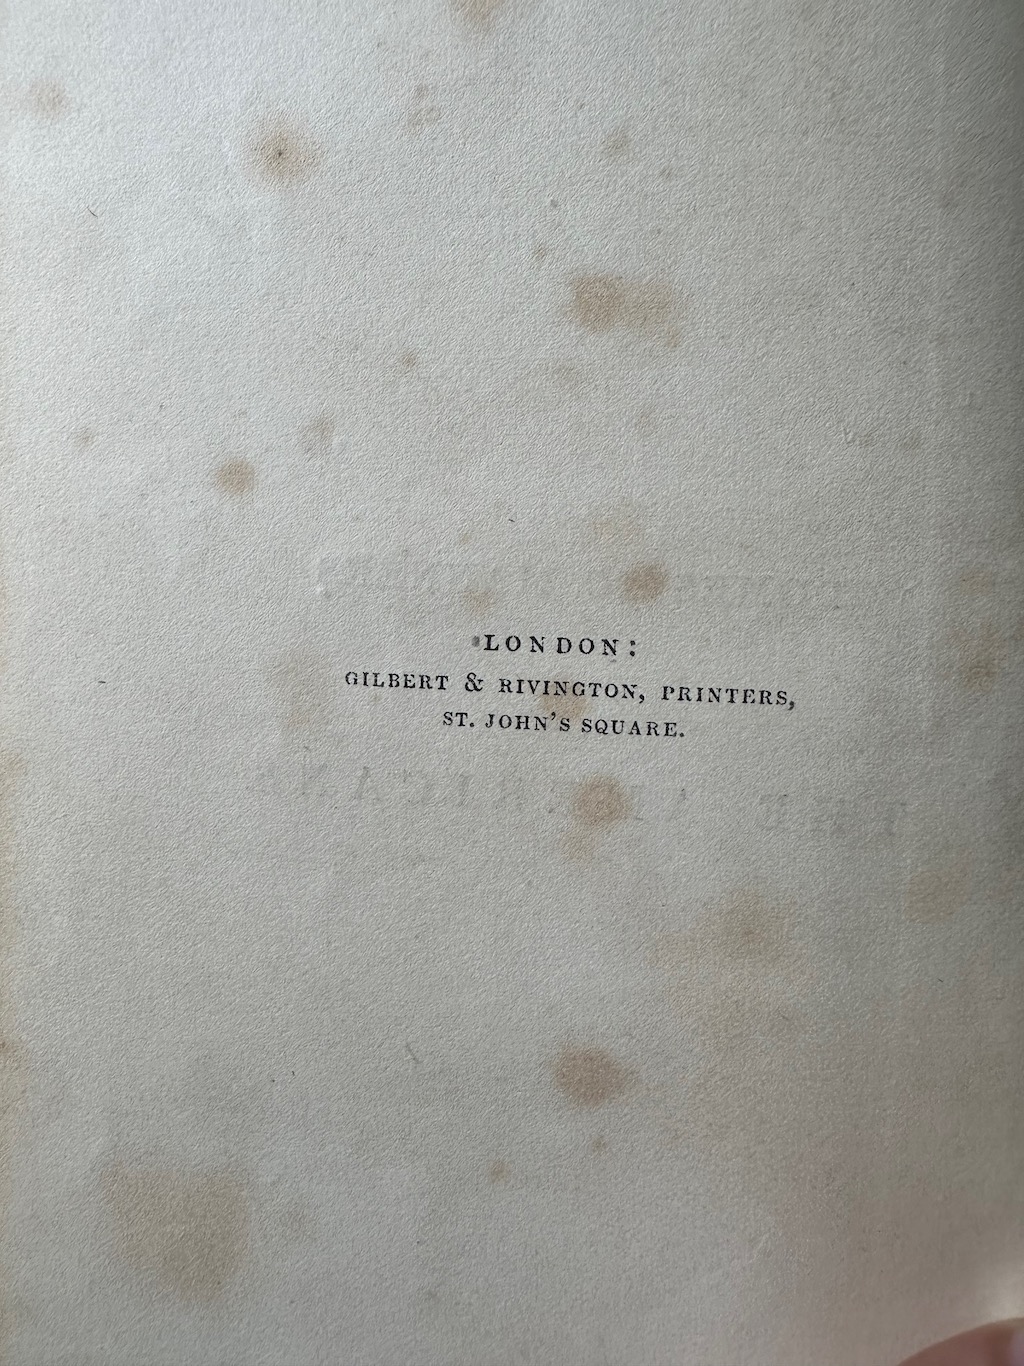 LONDON:
GILBERT & RIVINGTON, PRINTERS,
ST. JOHN'S SQUARE.